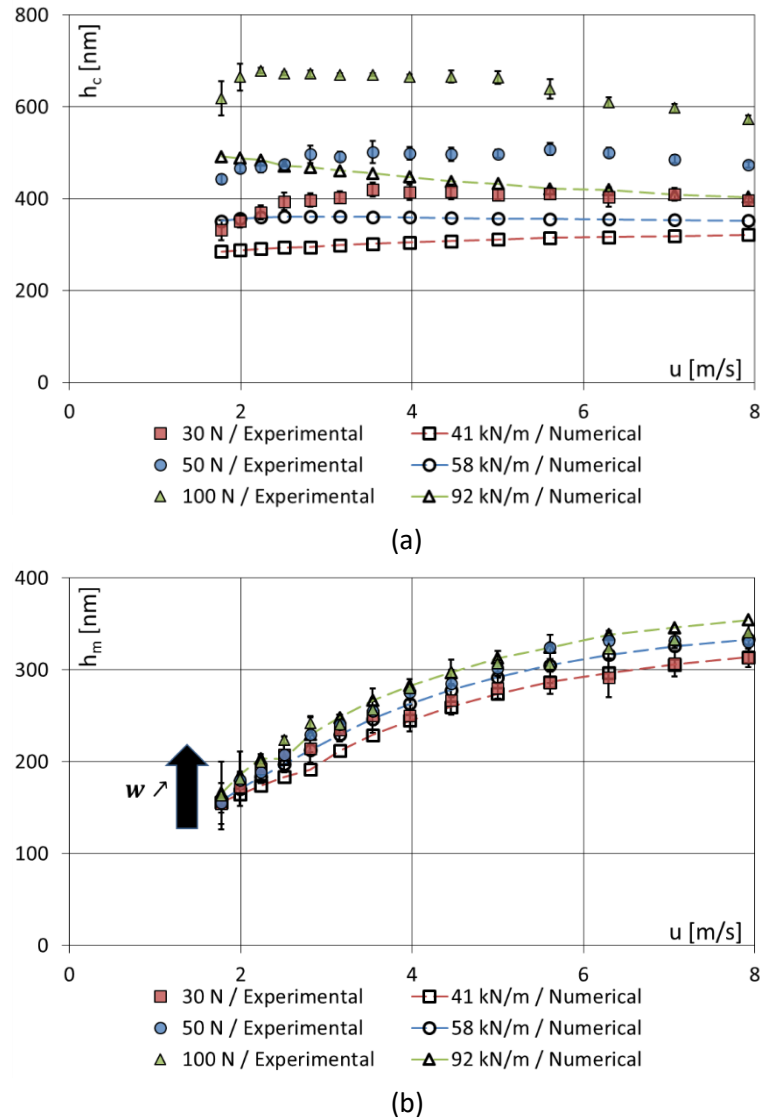 800
h_c [nm]
600
400
200
0
u [m/s]
0 2 4 6 8
30 N / Experimental 41 kN/m / Numerical
50 N / Experimental 58 kN/m / Numerical
100 N / Experimental 92 kN/m / Numerical
(a)
400
h_m [nm]
300
200
w ↗
100
0
u [m/s]
0 2 4 6 8
30 N / Experimental 41 kN/m / Numerical
50 N / Experimental 58 kN/m / Numerical
100 N / Experimental 92 kN/m / Numerical
(b)